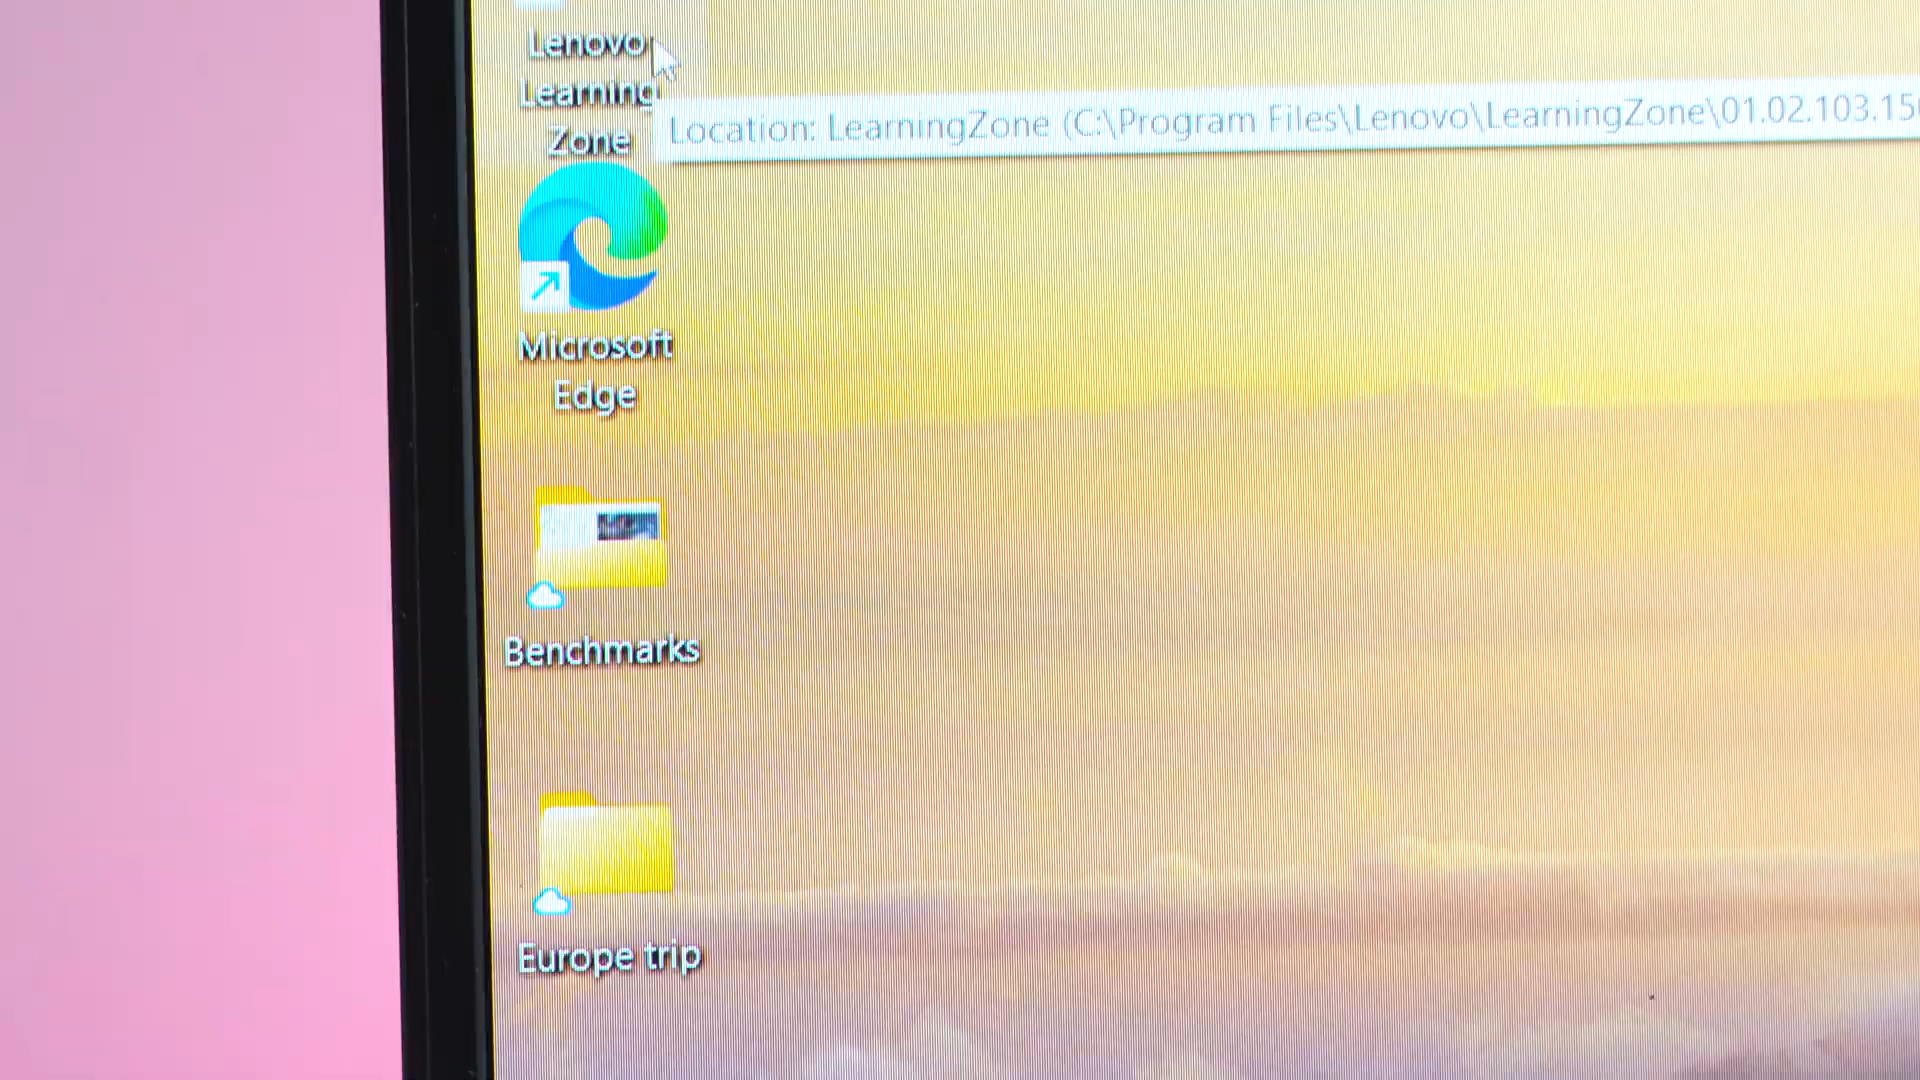 Lenovo
Learning
Zone
Location: LearningZone (C:\Program Files\Lenovo\LearningZone\01.02.103.15
Microsoft
Edge
Benchmarks
Europe trip